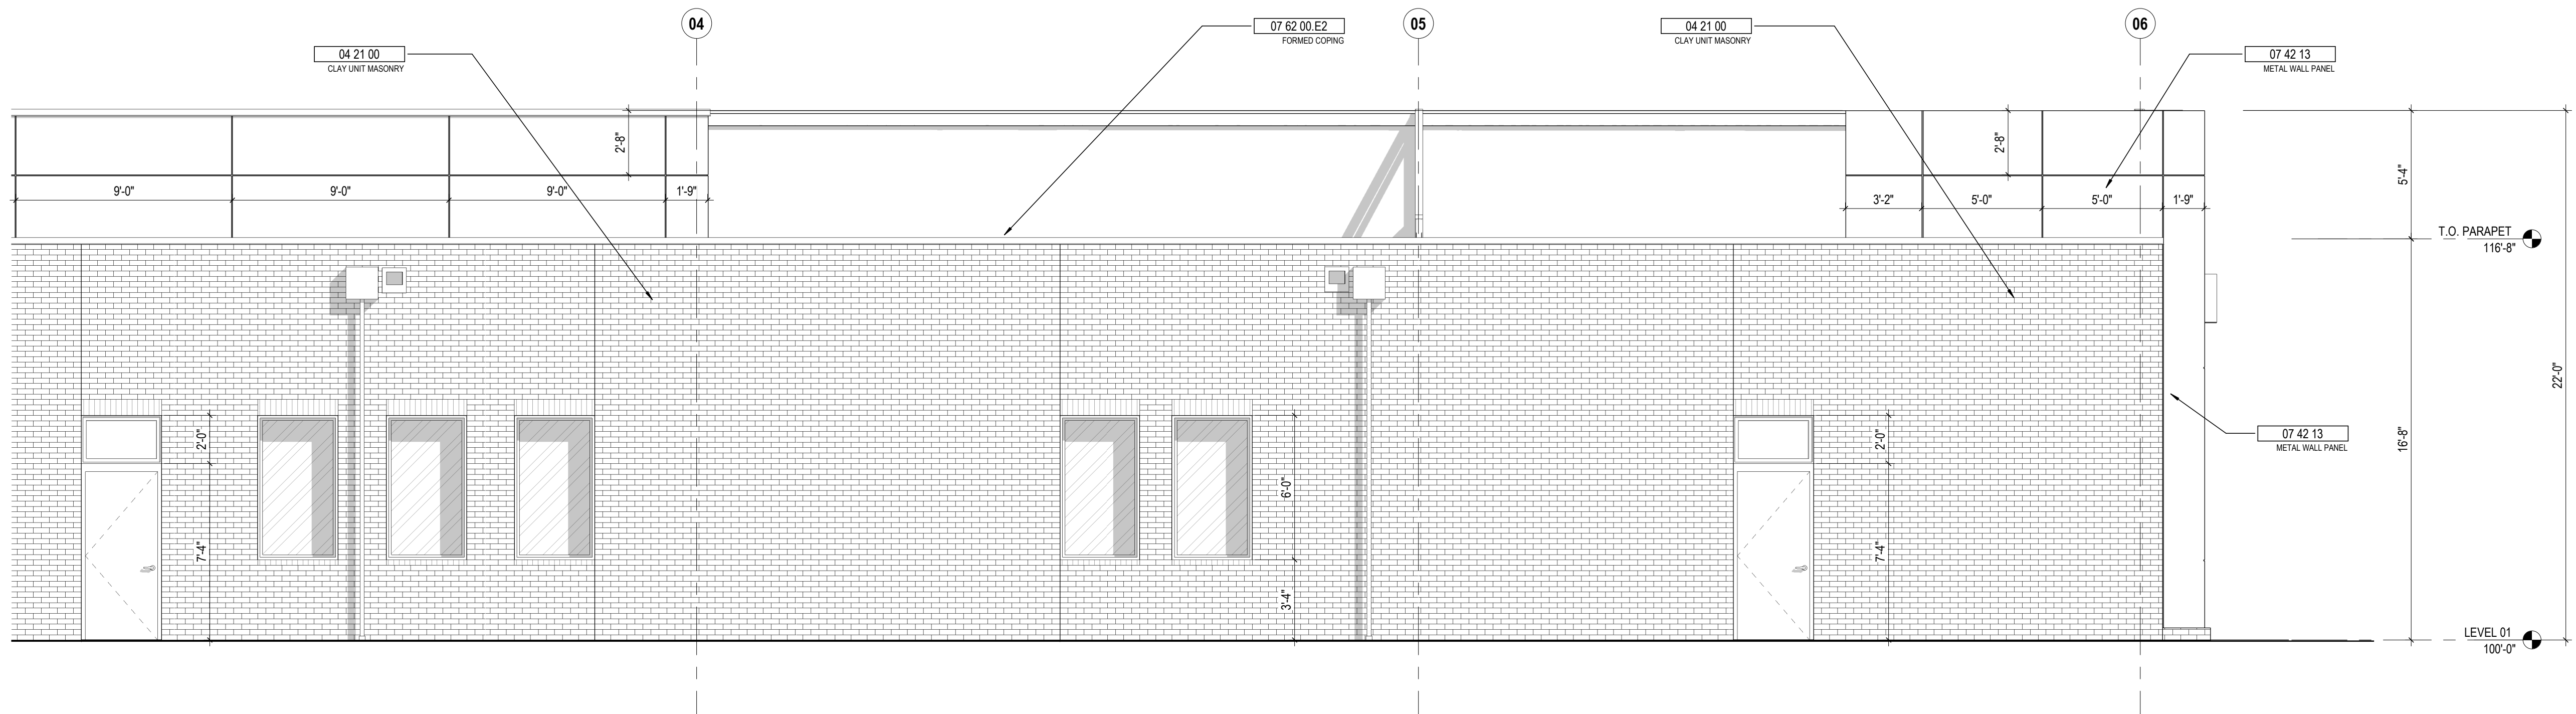 04
05
06
07 62 00.E2
FORMED COPING
04 21 00
CLAY UNIT MASONRY
04 21 00
CLAY UNIT MASONRY
07 42 13
METAL WALL PANEL
2'-8"
2'-8"
5'-4"
9'-0"
9'-0"
9'-0"
1'-9"
3'-2"
5'-0"
5'-0"
1'-9"
T.O. PARAPET
116'-8"
22'-0"
2'-0"
2'-0"
16'-8"
07 42 13
METAL WALL PANEL
6'-0"
7'-4"
7'-4"
3'-4"
LEVEL 01
100'-0"